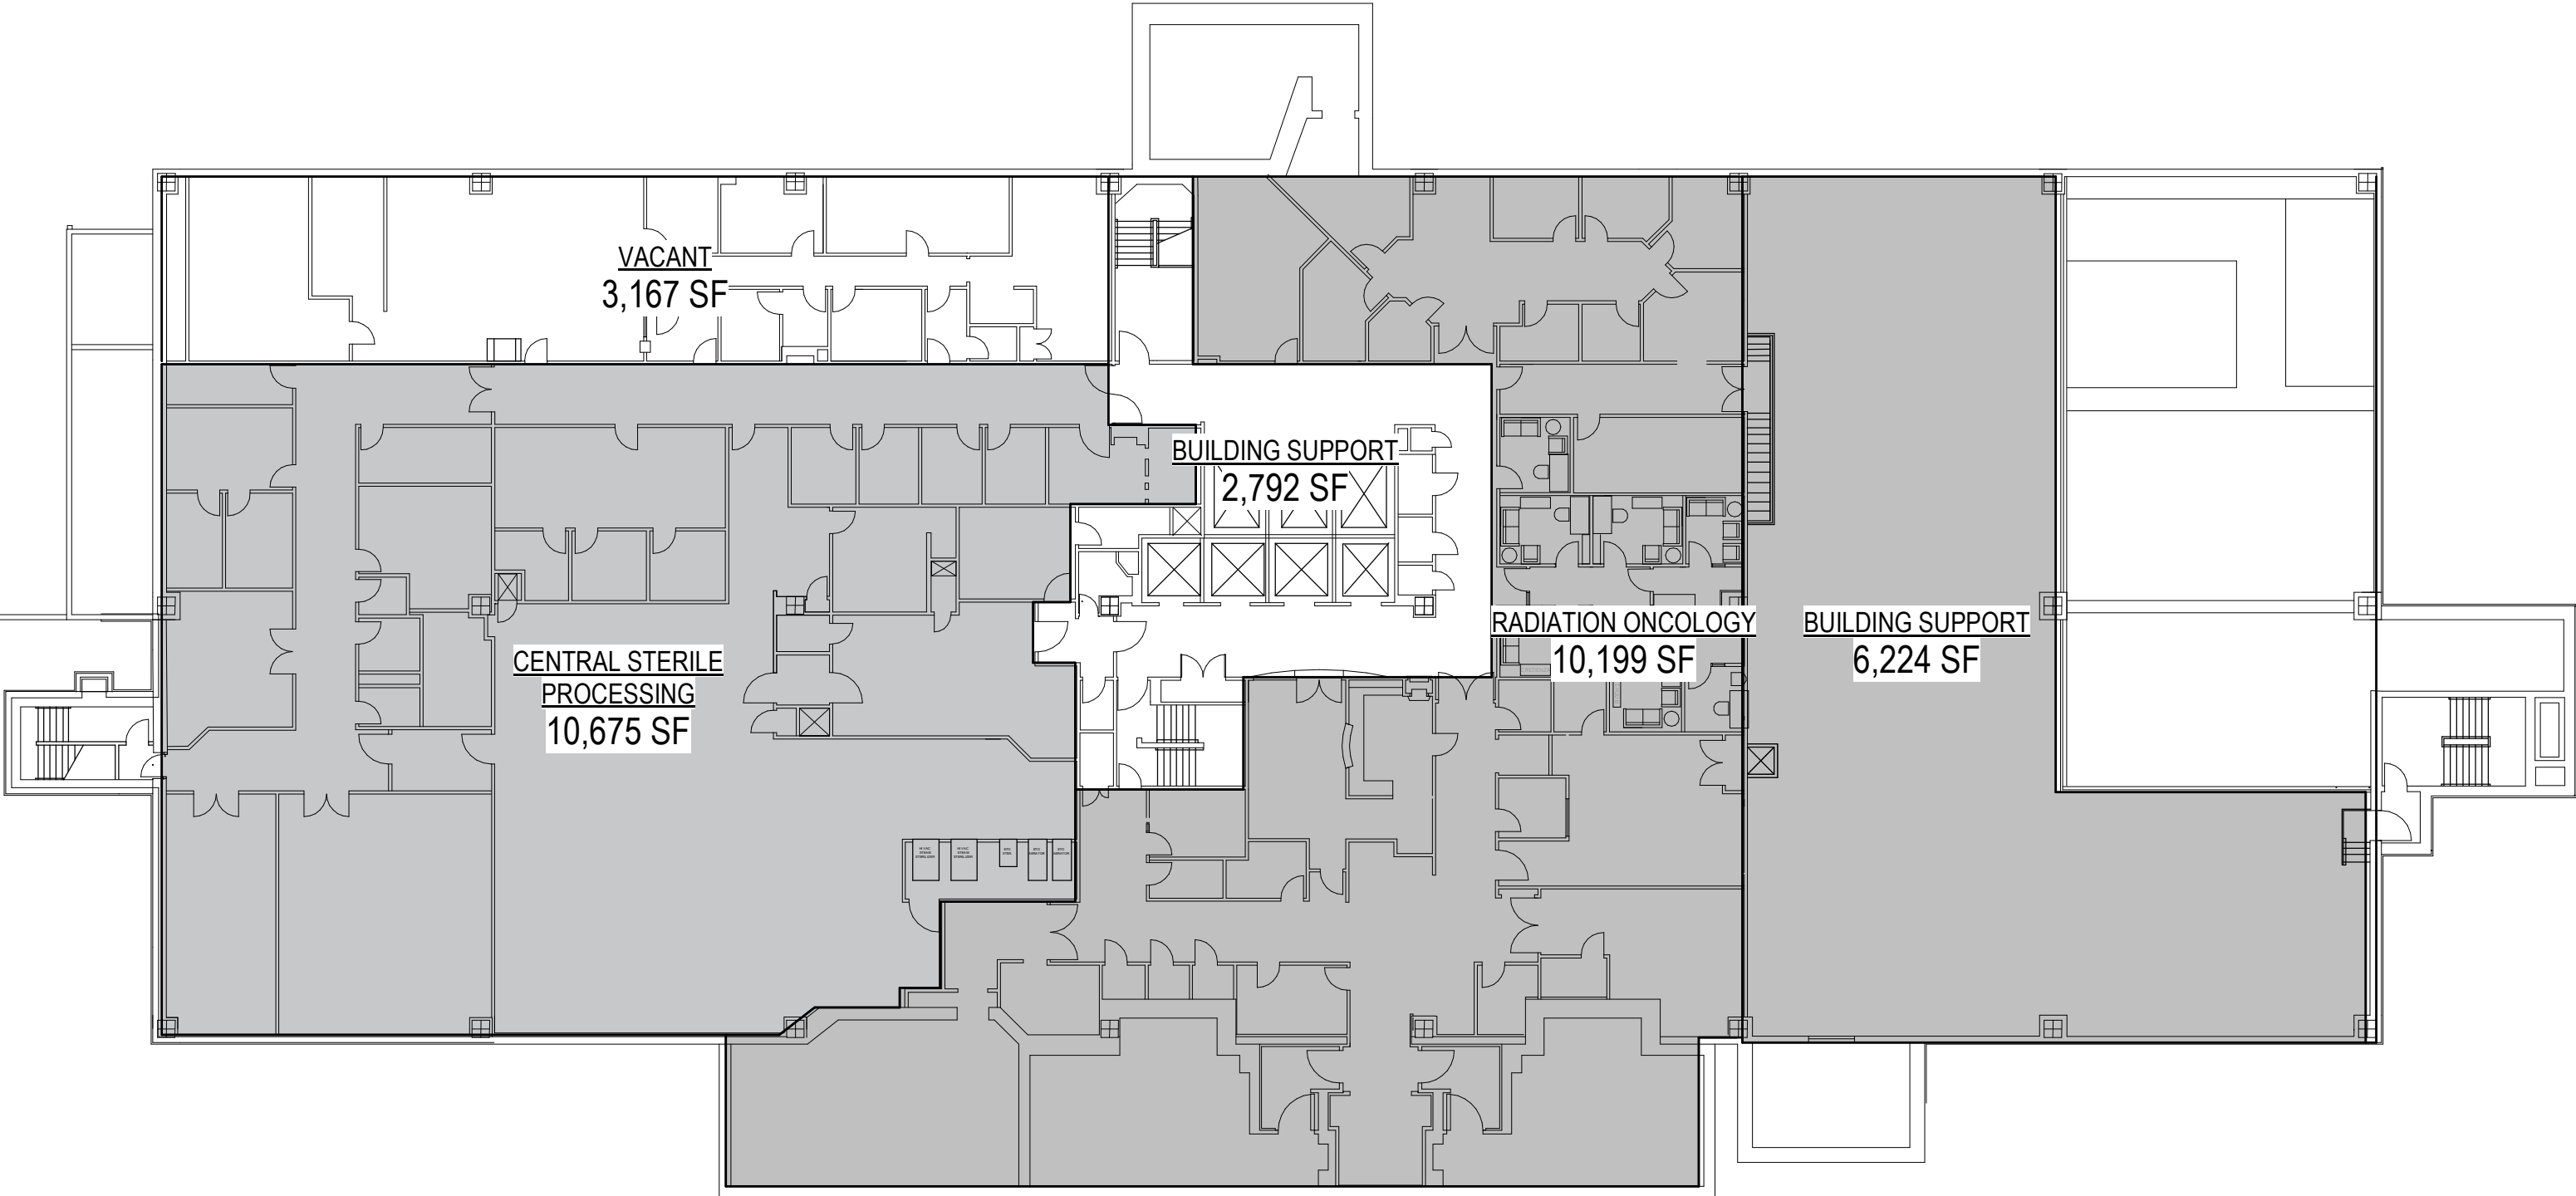 VACANT
3,167 SF
BUILDING SUPPORT
2,792 SF
RADIATION ONCOLOGY
10,199 SF
BUILDING SUPPORT
6,224 SF
CENTRAL STERILE
PROCESSING
10,675 SF